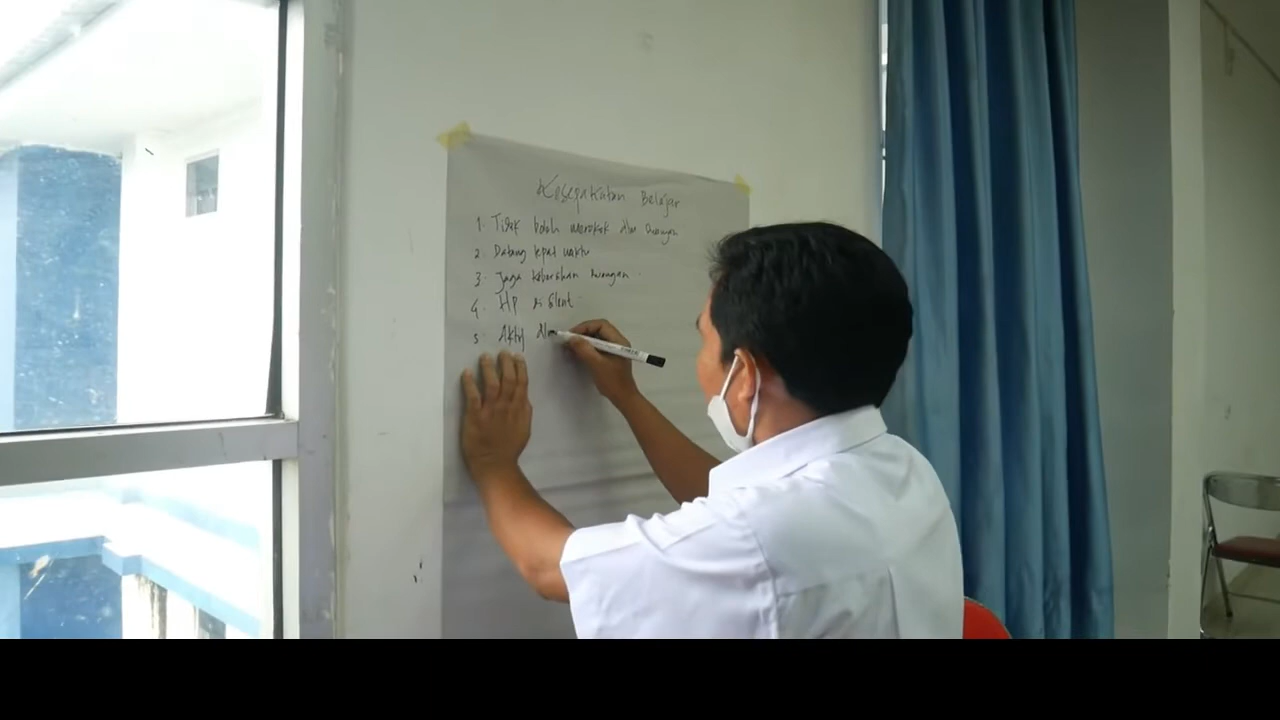 Kesepakatan Belajar
1. Tidak boleh merokok dlm ruangan
2. Datang tepat waktu
3. Jaga kebersihan ruangan.
4. HP di silent.
5. Aktif dlm